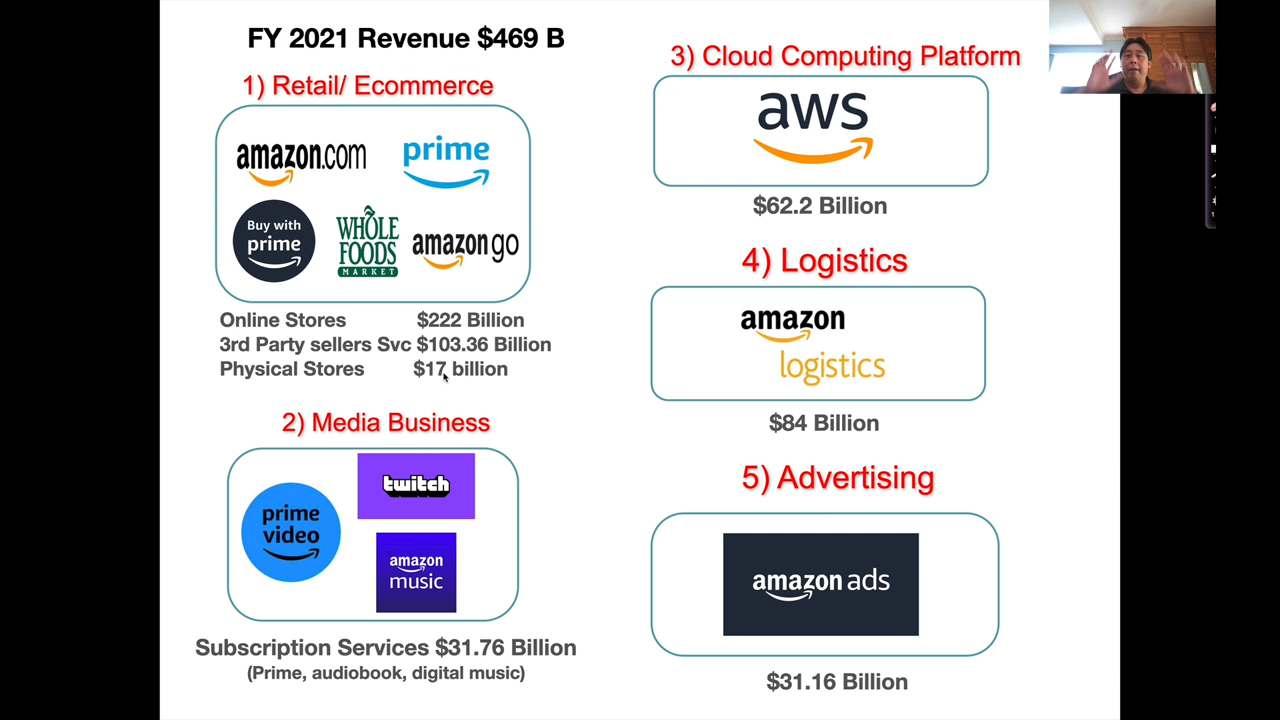 FY 2021 Revenue $469 B
1) Retail/ Ecommerce
amazon.com
prime
Buy with
prime
WHOLE
FOODS
MARKET
amazon go
Online Stores $222 Billion
3rd Party sellers Svc $103.36 Billion
Physical Stores $17 billion
2) Media Business
prime
video
twitch
amazon
music
Subscription Services $31.76 Billion
(Prime, audiobook, digital music)
3) Cloud Computing Platform
aws
$62.2 Billion
4) Logistics
amazon
logistics
$84 Billion
5) Advertising
amazon ads
$31.16 Billion